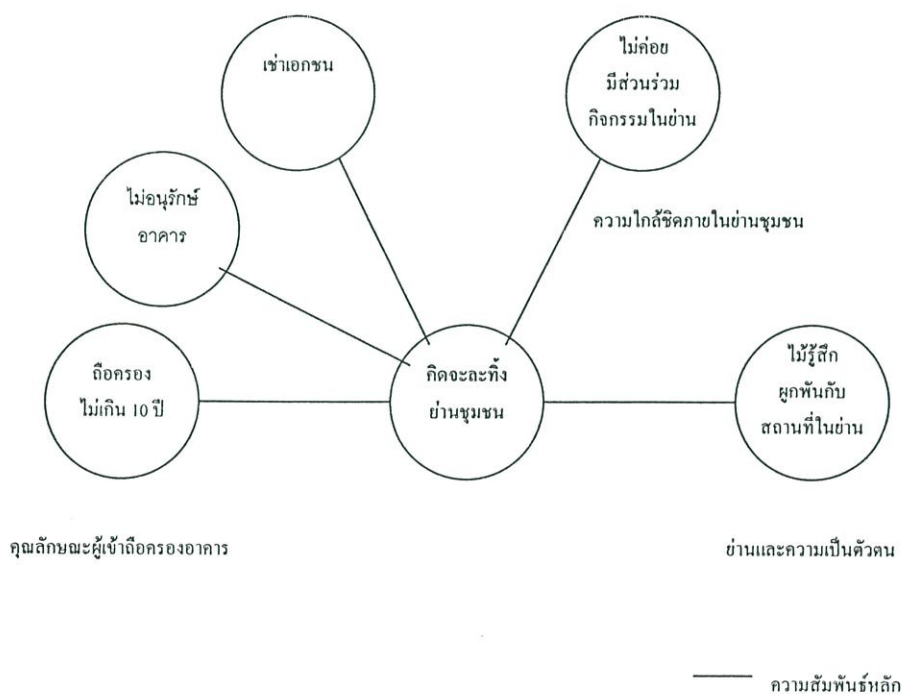 เช่าเอกชน
ไม่ค่อย
มีส่วนร่วม
กิจกรรมในย่าน
ไม่อนุรักษ์
อาคาร
ความใกล้ชิดภายในย่านชุมชน
ถือครอง
ไม่เกิน 10 ปี
คิดจะละทิ้ง
ย่านชุมชน
ไม้รู้สึก
ผูกพันกับ
สถานที่ในย่าน
คุณลักษณะผู้เข้าถือครองอาคาร
ย่านและความเป็นตัวตน
ความสัมพันธ์หลัก